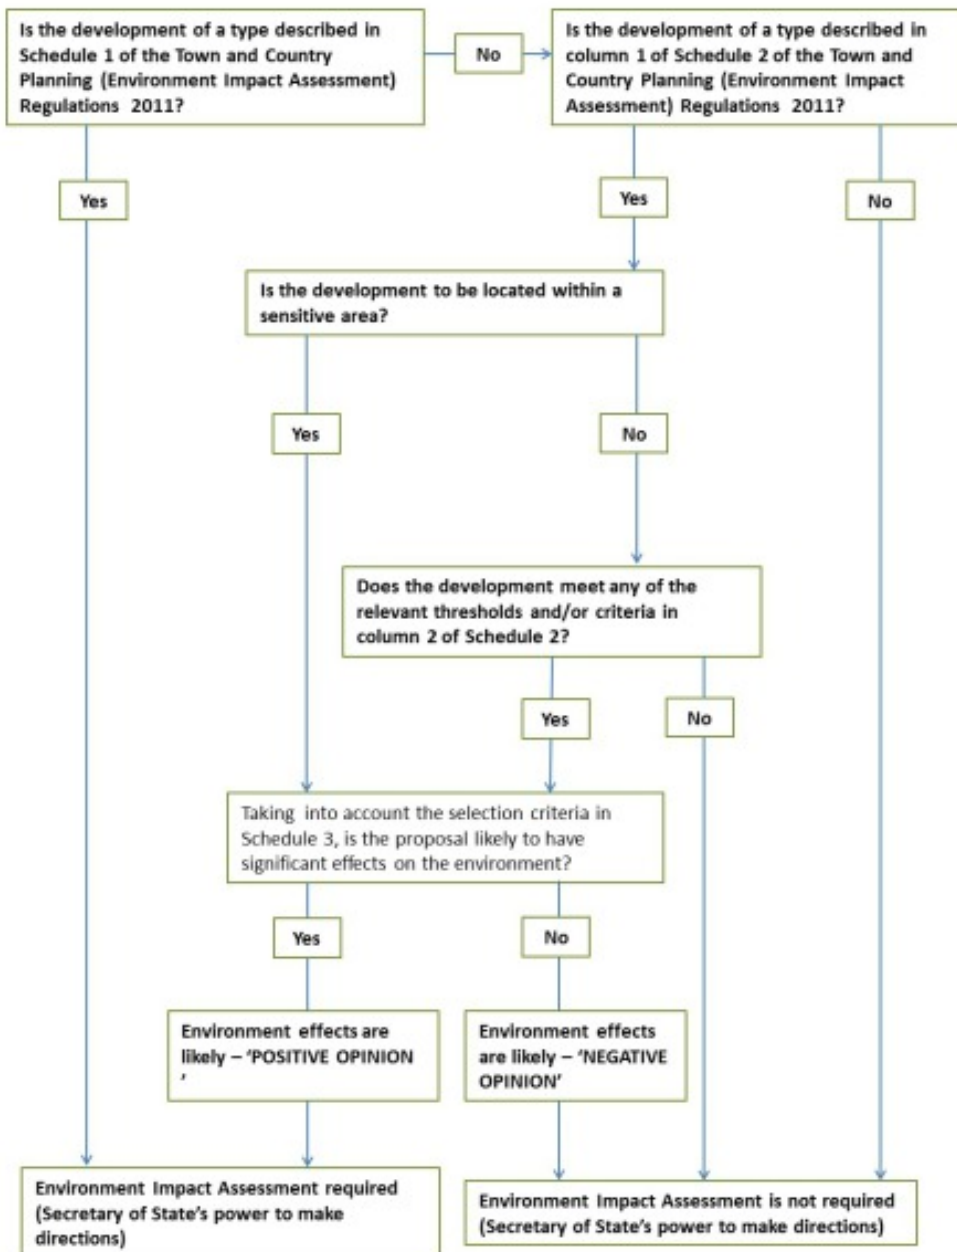 Is the development of a type described in
Schedule 1 of the Town and Country
Planning (Environment Impact Assessment)
Regulations 2011?
No
Is the development of a type described in
column 1 of Schedule 2 of the Town and
Country Planning (Environment Impact
Assessment) Regulations 2011?
Yes
Yes
No
Is the development to be located within a
sensitive area?
Yes
No
Does the development meet any of the
relevant thresholds and/or criteria in
column 2 of Schedule 2?
Yes
No
Taking into account the selection criteria in
Schedule 3, is the proposal likely to have
significant effects on the environment?
Yes
No
Environment effects are
likely – ‘POSITIVE OPINION
’
Environment effects
are likely – ‘NEGATIVE
OPINION’
Environment Impact Assessment required
(Secretary of State’s power to make
directions)
Environment Impact Assessment is not required
(Secretary of State’s power to make directions)